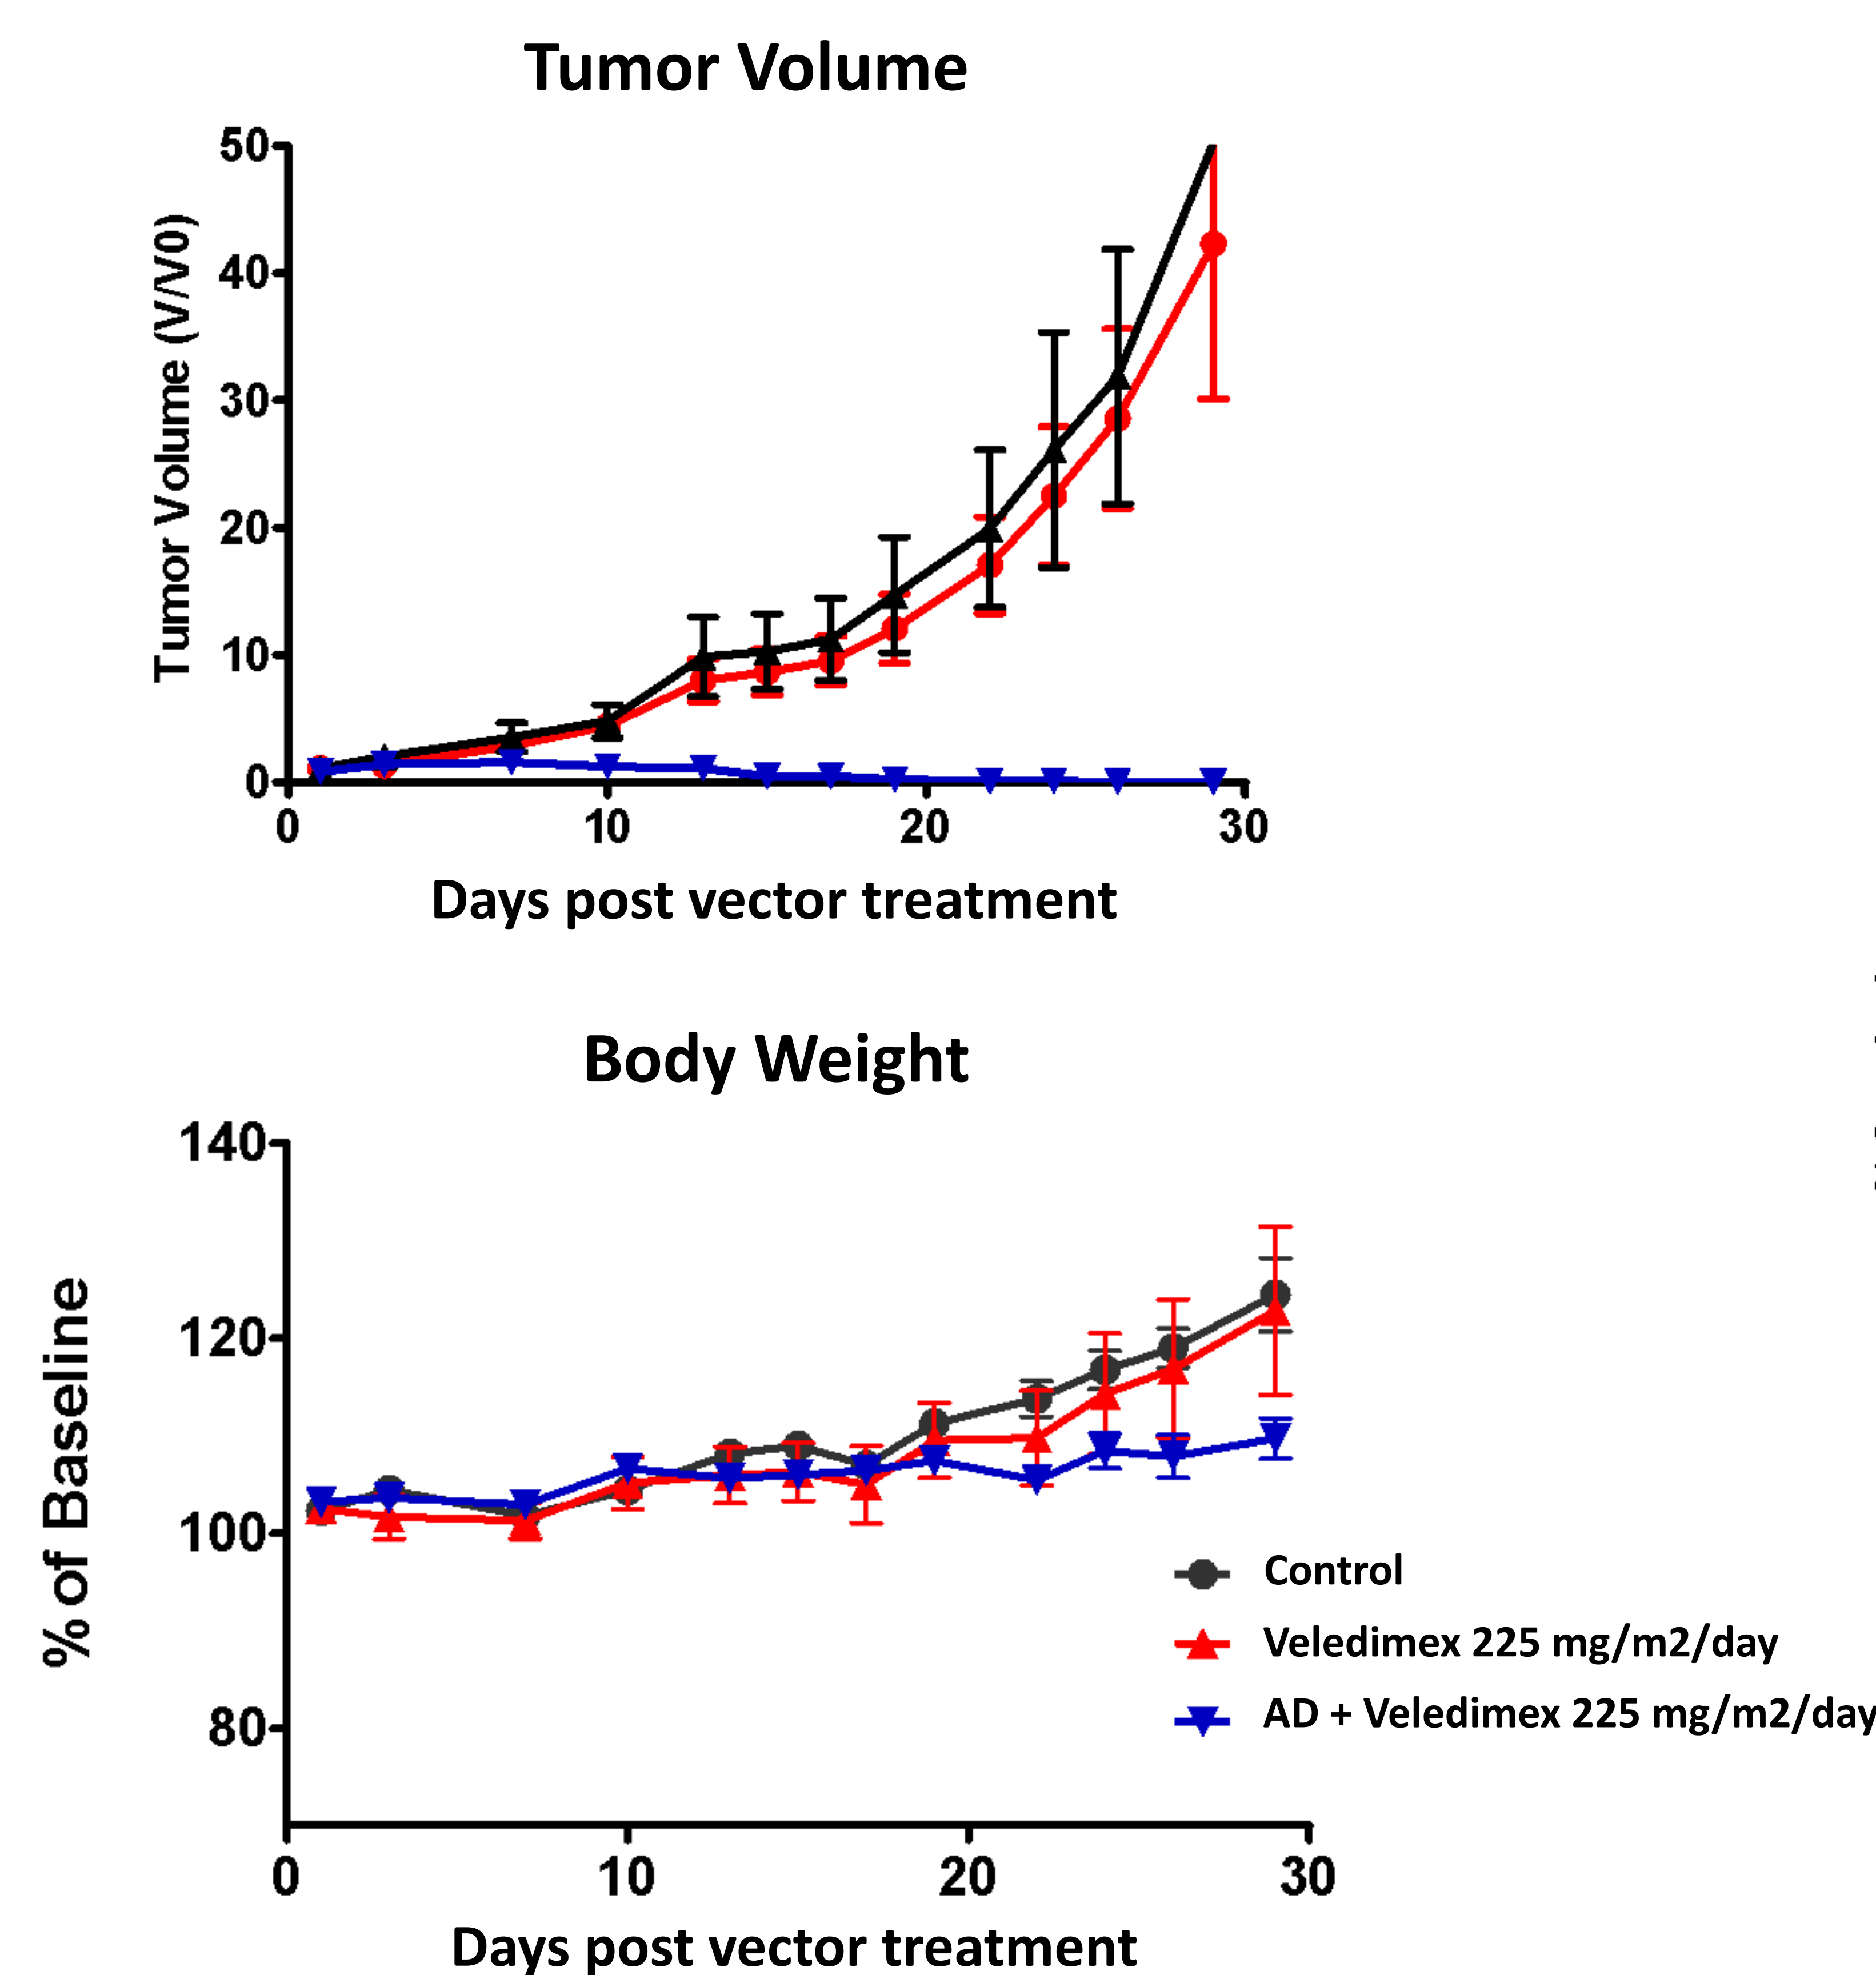 Tumor Volume
50
40
30
20
10
0
Tumor Volume (V/V0)
0 10 20 30
Days post vector treatment
Body Weight
140
120
100
80
% of Baseline
Control
Veledimex 225 mg/m2/day
AD + Veledimex 225 mg/m2/day
0 10 20 30
Days post vector treatment